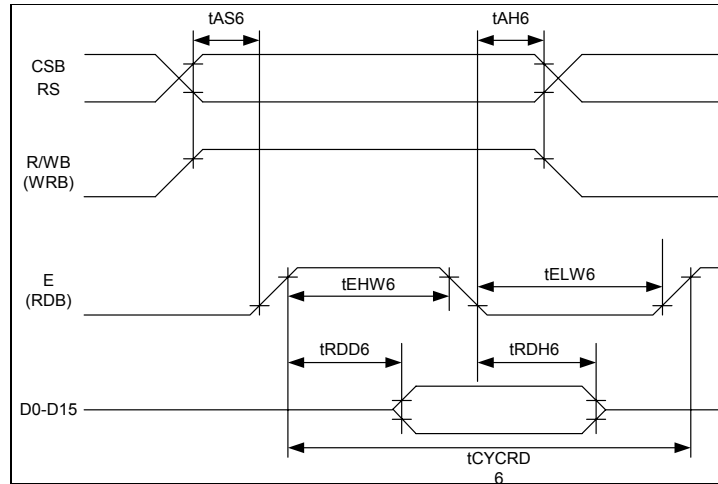 tAS6
tAH6
CSB
RS
R/WB
(WRB)
E
(RDB)
tEHW6
tELW6
tRDD6
tRDH6
D0-D15
tCYCRD
6